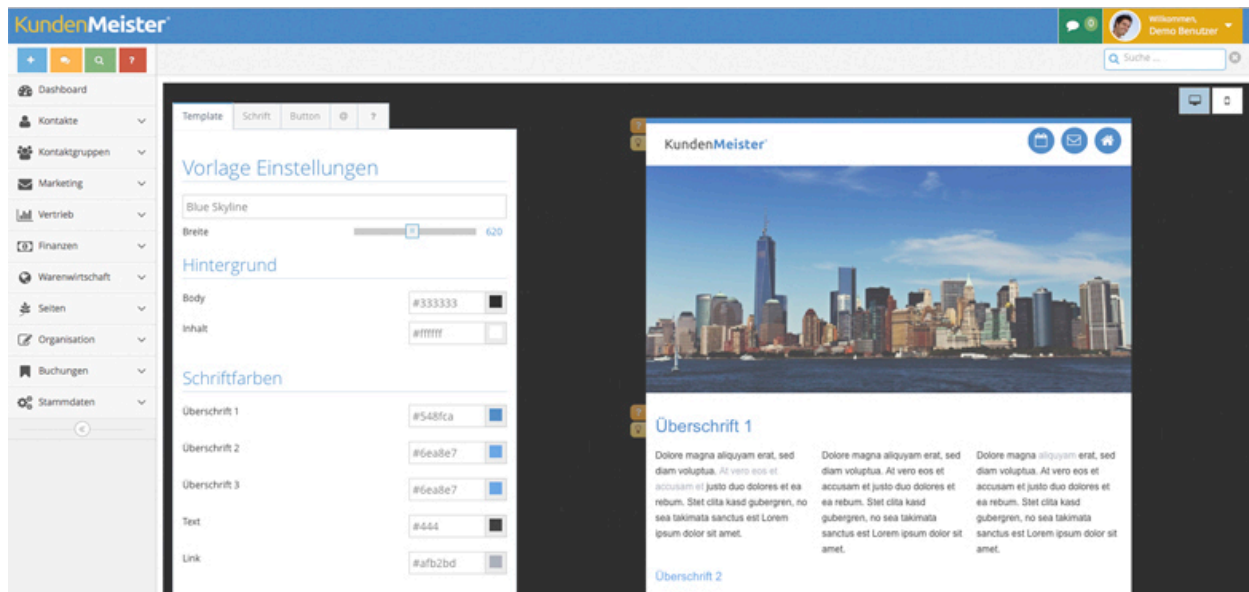 KundenMeister
0
Willkommen,
Demo Benutzer
?
Suche ...
Dashboard
Kontakte
Kontaktgruppen
Marketing
Vertrieb
Finanzen
Warenwirtschaft
Seiten
Organisation
Buchungen
Stammdaten
Template Schrift Button @ ?
Vorlage Einstellungen
Blue Skyline
Breite 620
Hintergrund
Body #333333
Inhalt #ffffff
Schriftfarben
Überschrift 1 #548fca
Überschrift 2 #6ea8e7
Überschrift 3 #6ea8e7
Text #444
Link #afb2bd
?
KundenMeister
?
Überschrift 1
Dolore magna aliquyam erat, sed
diam voluptua. At vero eos et
accusam et justo duo dolores et ea
rebum. Stet clita kasd gubergren, no
sea takimata sanctus est Lorem
ipsum dolor sit amet.
Dolore magna aliquyam erat, sed
diam voluptua. At vero eos et
accusam et justo duo dolores et
ea rebum. Stet clita kasd
gubergren, no sea takimata
sanctus est Lorem ipsum dolor sit
amet.
Dolore magna aliquyam erat, sed
diam voluptua. At vero eos et
accusam et justo duo dolores et
ea rebum. Stet clita kasd
gubergren, no sea takimata
sanctus est Lorem ipsum dolor sit
amet.
Überschrift 2